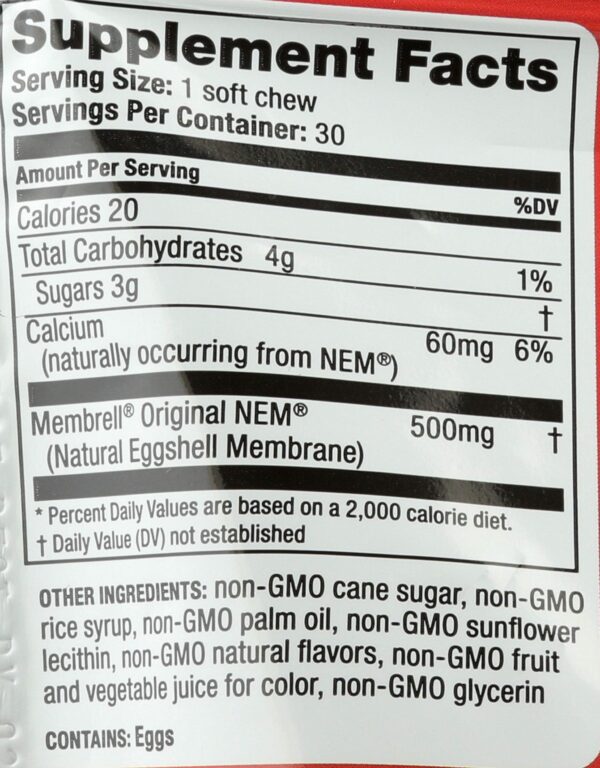 Supplement Facts
Serving Size: 1 soft chew
Servings Per Container: 30
Amount Per Serving %DV
Calories 20
Total Carbohydrates 4g 1%
Sugars 3g †
Calcium 60mg 6%
(naturally occurring from NEM®)
Membrell® Original NEM® 500mg †
(Natural Eggshell Membrane)
* Percent Daily Values are based on a 2,000 calorie diet.
† Daily Value (DV) not established
OTHER INGREDIENTS: non-GMO cane sugar, non-GMO
rice syrup, non-GMO palm oil, non-GMO sunflower
lecithin, non-GMO natural flavors, non-GMO fruit
and vegetable juice for color, non-GMO glycerin
CONTAINS: Eggs